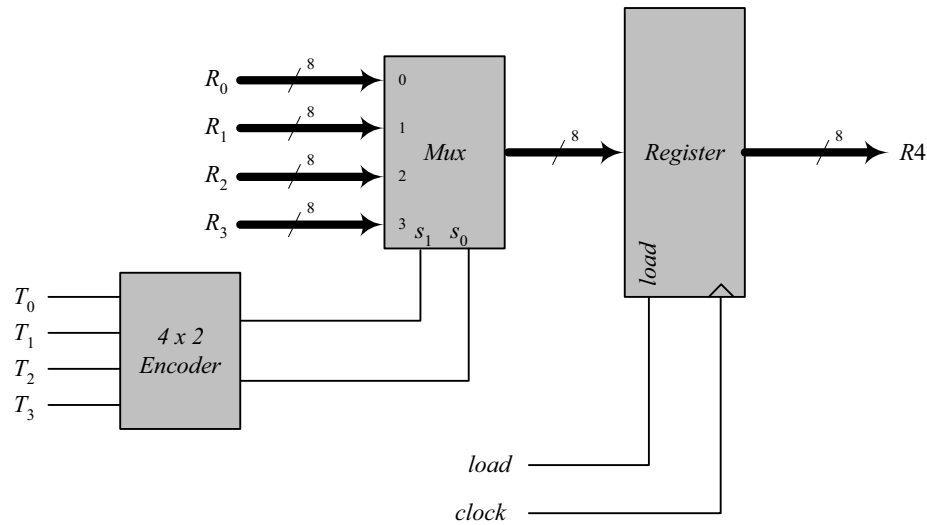 R0
8
0
R1
8
1
R2
8
2
R3
8
3
Mux
s1 s0
8
Register
load
8
R4
T0
T1
T2
T3
4 x 2
Encoder
load
clock